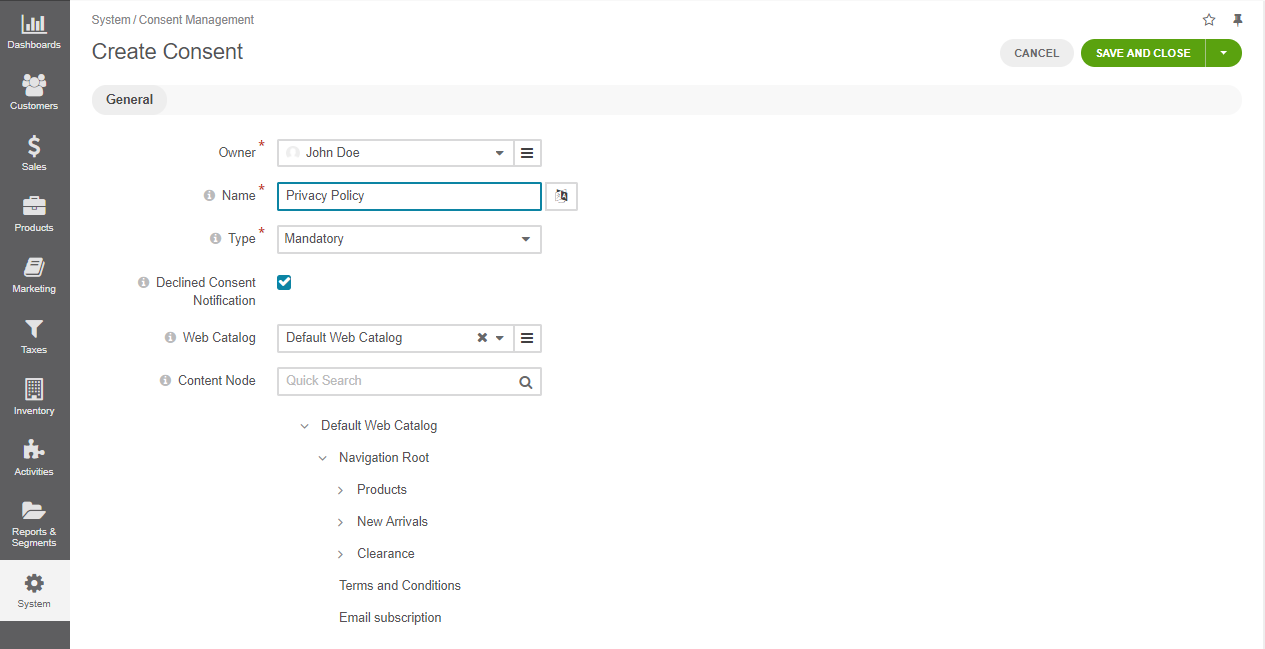 Dashboards
Customers
Sales
Products
Marketing
Taxes
Inventory
Activities
Reports &
Segments
System
System / Consent Management
Create Consent
CANCEL
SAVE AND CLOSE
General
Owner *
John Doe
Name *
Privacy Policy
Type *
Mandatory
Declined Consent
Notification
Web Catalog
Default Web Catalog
Content Node
Quick Search
Default Web Catalog
Navigation Root
Products
New Arrivals
Clearance
Terms and Conditions
Email subscription